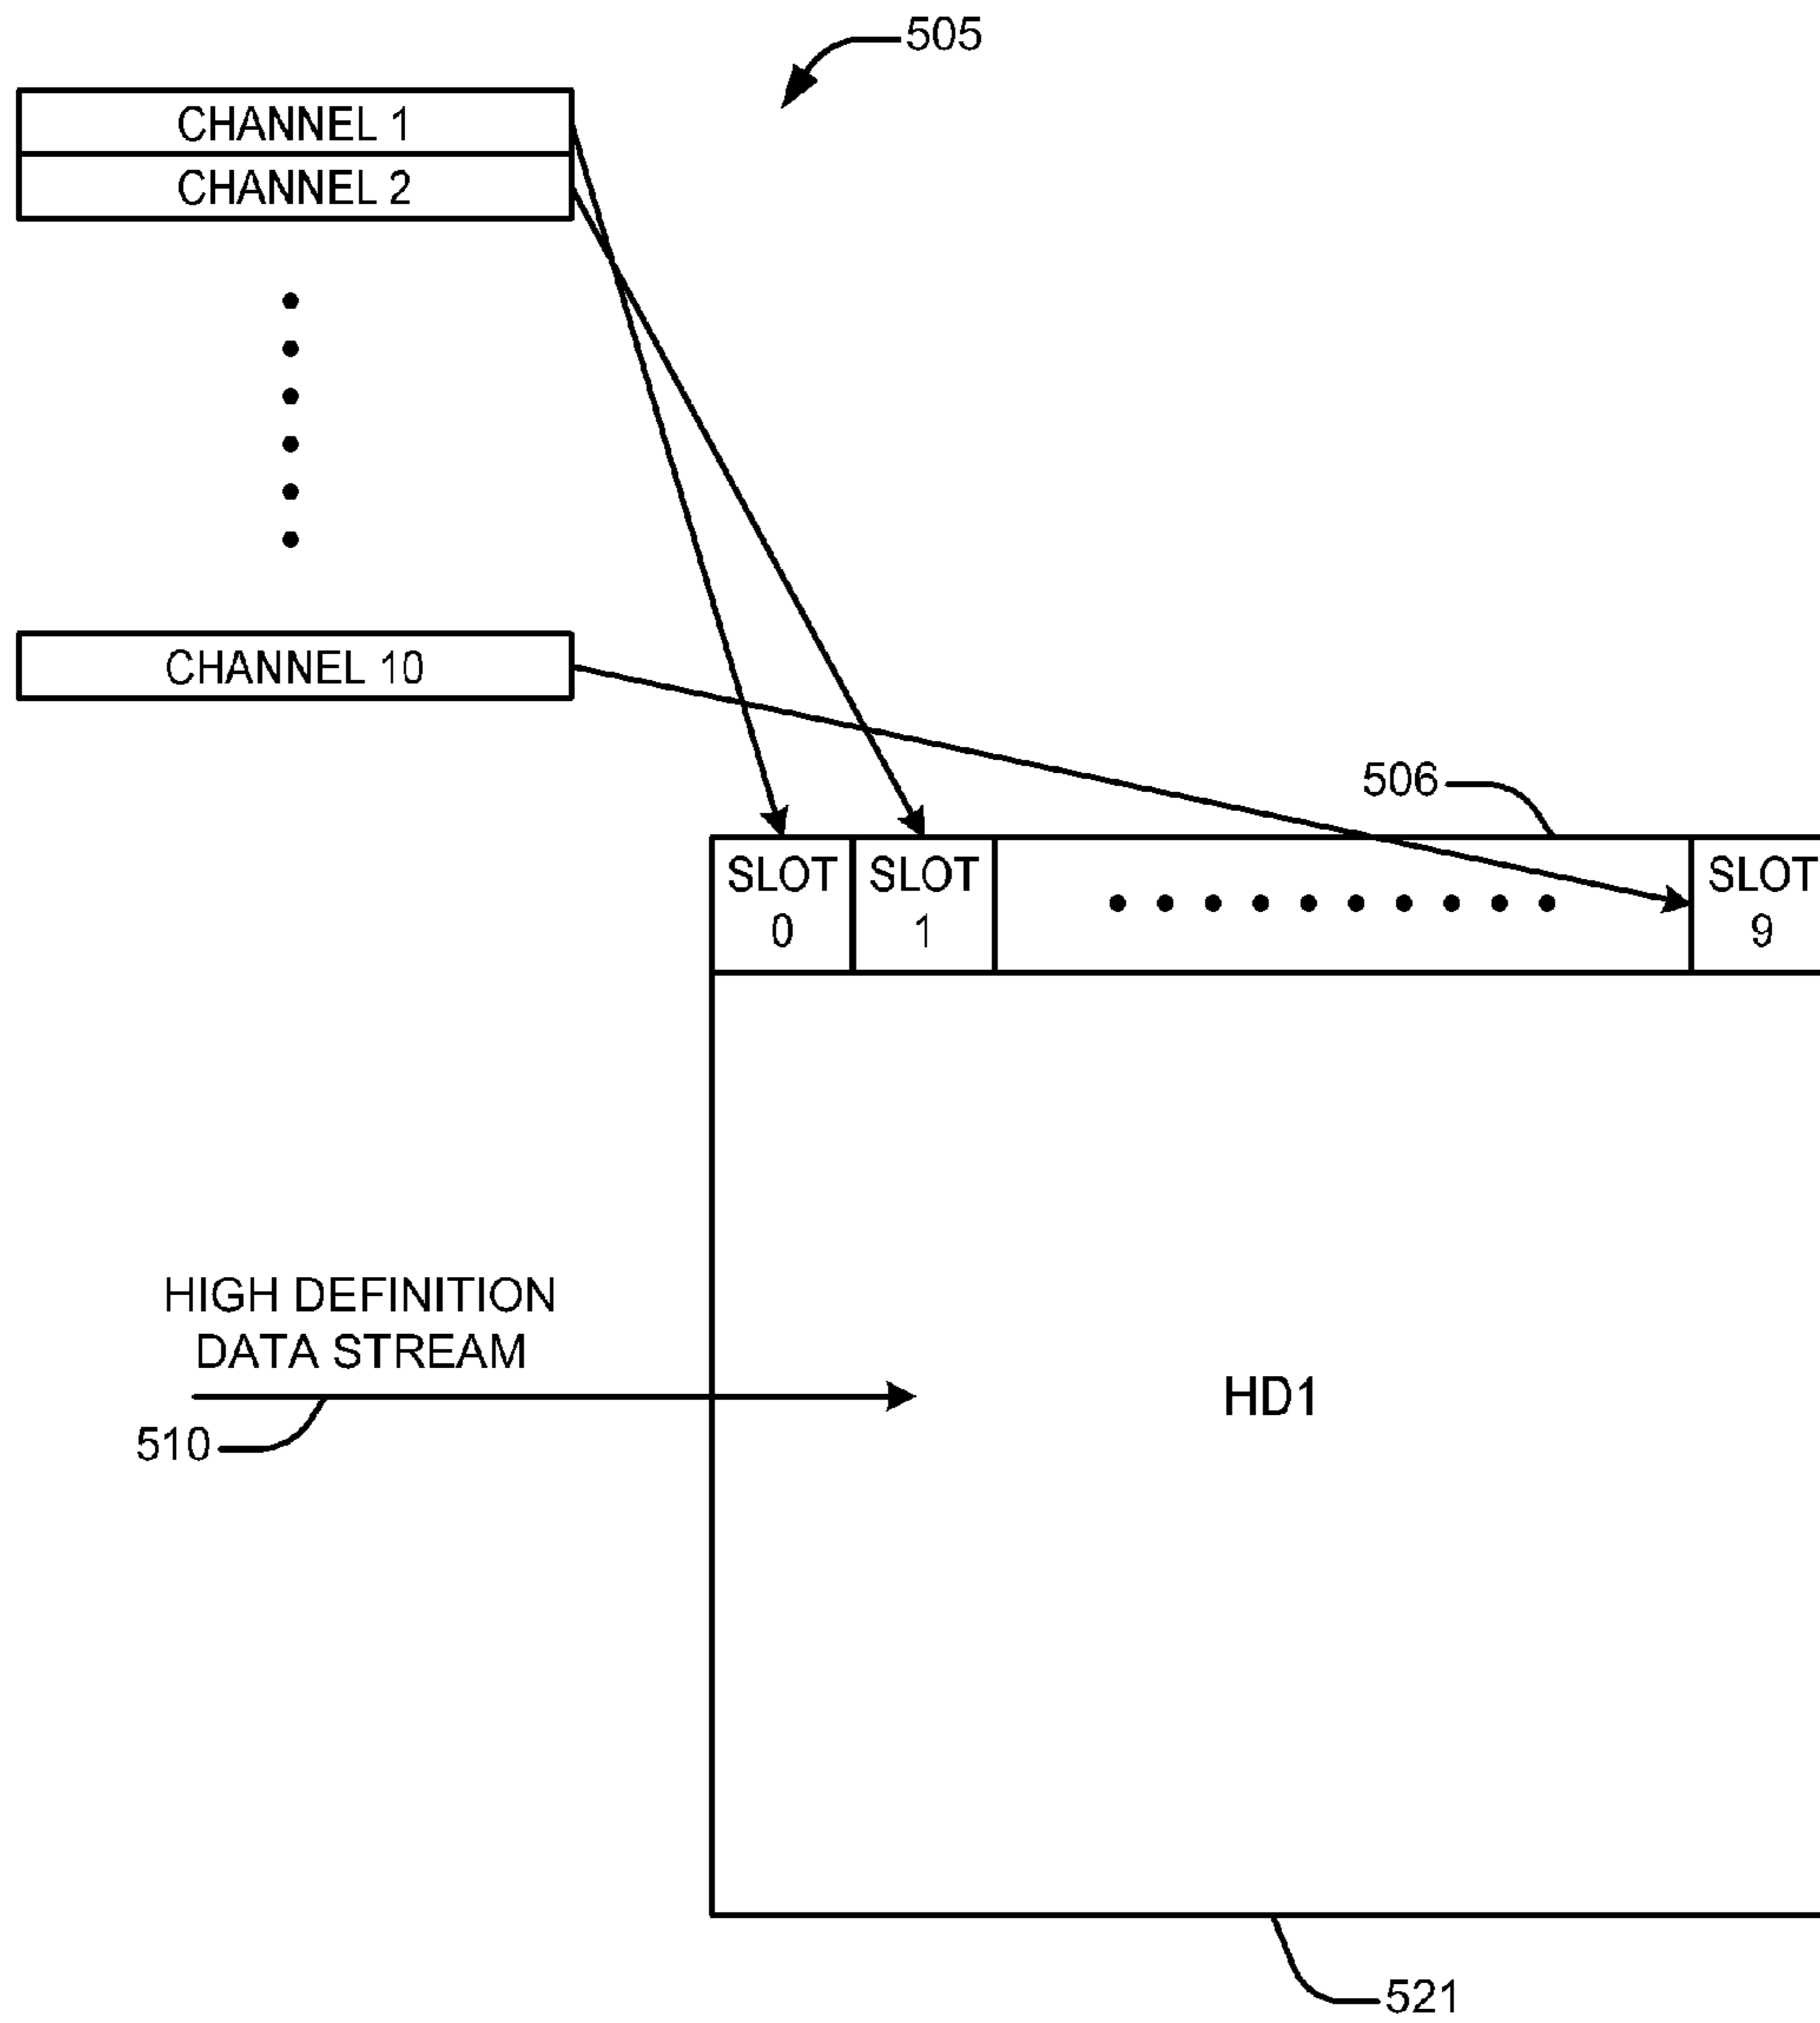 505
CHANNEL 1
CHANNEL 2
CHANNEL 10
506
SLOT
0
SLOT
1
SLOT
9
HIGH DEFINITION
DATA STREAM
510
HD1
521